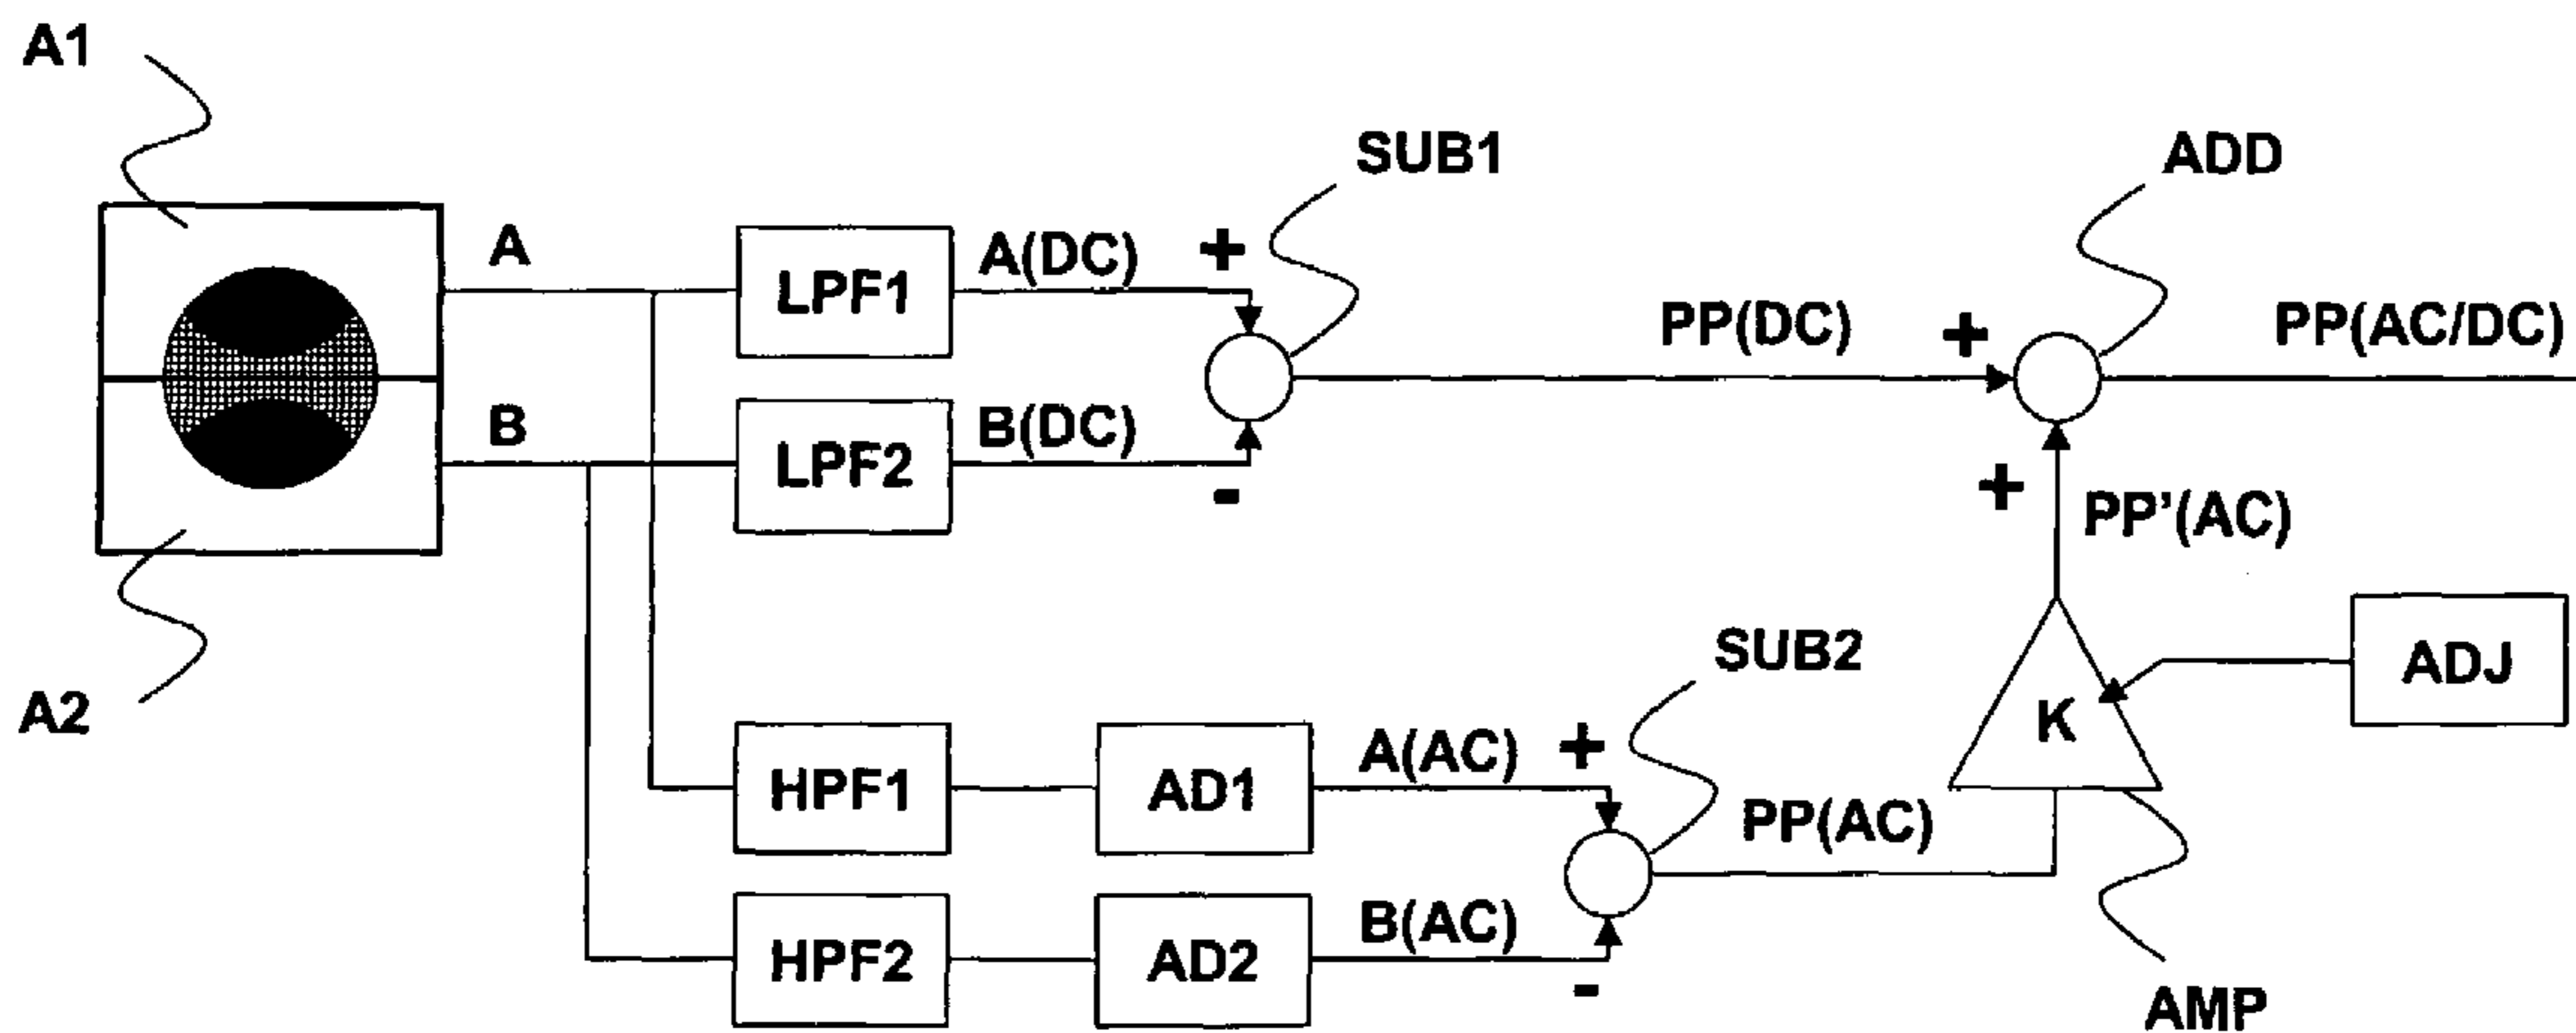 A1
SUB1
ADD
A
LPF1
A(DC)
+
PP(DC)
+
PP(AC/DC)
B
LPF2
B(DC)
-
+
PP'(AC)
A2
SUB2
ADJ
K
HPF1
AD1
A(AC)
+
PP(AC)
HPF2
AD2
B(AC)
-
AMP